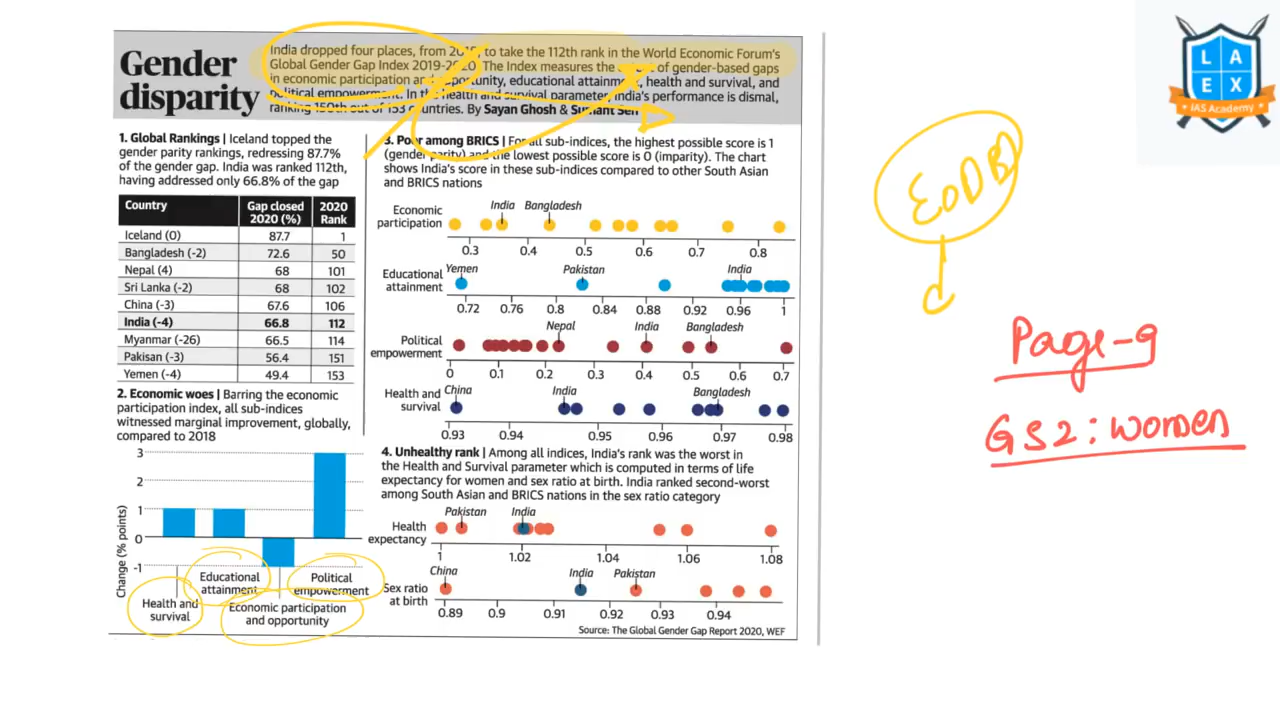 Gender
disparity
India dropped four places, from 2018, to take the 112th rank in the World Economic Forum's
Global Gender Gap Index 2019-2020. The Index measures the of gender-based gaps
in economic participation and opportunity, educational attainment, health and survival, and
political empowerment. In the health and survival parameter, India's performance is dismal,
ranking 150th out of 153 countries. By Sayan Ghosh & Sumant Sen
1. Global Rankings | Iceland topped the
gender parity rankings, redressing 87.7%
of the gender gap. India was ranked 112th,
having addressed only 66.8% of the gap
Country Gap closed 2020 (%) 2020 Rank
Iceland (0) 87.7 1
Bangladesh (-2) 72.6 50
Nepal (4) 68 101
Sri Lanka (-2) 68 102
China (-3) 67.6 106
India (-4) 66.8 112
Myanmar (-26) 66.5 114
Pakisan (-3) 56.4 151
Yemen (-4) 49.4 153
2. Economic woes | Barring the economic
participation index, all sub-indices
witnessed marginal improvement, globally,
compared to 2018
Change (% points)
3
2
1
0
-1
Health and
survival
Educational
attainment
Economic participation
and opportunity
Political
empowerment
3. Poor among BRICS | For all sub-indices, the highest possible score is 1
(gender parity) and the lowest possible score is 0 (imparity). The chart
shows India's score in these sub-indices compared to other South Asian
and BRICS nations
Economic
participation
India Bangladesh
0.3 0.4 0.5 0.6 0.7 0.8
Educational
attainment
Yemen Pakistan India
0.72 0.76 0.8 0.84 0.88 0.92 0.96 1
Political
empowerment
Nepal India Bangladesh
0 0.1 0.2 0.3 0.4 0.5 0.6 0.7
Health and
survival
China India Bangladesh
0.93 0.94 0.95 0.96 0.97 0.98
4. Unhealthy rank | Among all indices, India's rank was the worst in
the Health and Survival parameter which is computed in terms of life
expectancy for women and sex ratio at birth. India ranked second-worst
among South Asian and BRICS nations in the sex ratio category
Health
expectancy
Pakistan India
1 1.02 1.04 1.06 1.08
Sex ratio
at birth
China India Pakistan
0.89 0.9 0.91 0.92 0.93 0.94
Source: The Global Gender Gap Report 2020, WEF
EODB
Page-9
GS2: women
L A
E X
IAS Academy